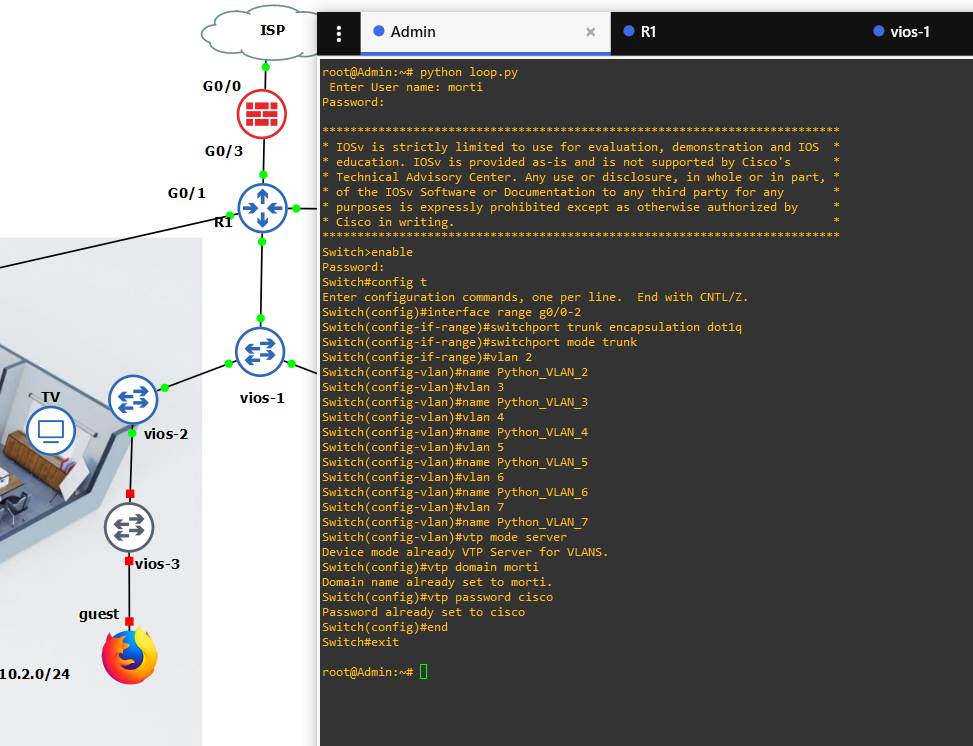 ISP
G0/0
G0/3
G0/1
R1
vios-1
TV
vios-2
vios-3
guest
10.2.0/24
Admin
R1
vios-1
root@Admin:~# python loop.py
 Enter User name: morti
Password:
**************************************************************************
* IOSv is strictly limited to use for evaluation, demonstration and IOS  *
* education. IOSv is provided as-is and is not supported by Cisco's      *
* Technical Advisory Center. Any use or disclosure, in whole or in part, *
* of the IOSv Software or Documentation to any third party for any       *
* purposes is expressly prohibited except as otherwise authorized by     *
* Cisco in writing.                                                      *
**************************************************************************
Switch>enable
Password:
Switch#config t
Enter configuration commands, one per line.  End with CNTL/Z.
Switch(config)#interface range g0/0-2
Switch(config-if-range)#switchport trunk encapsulation dot1q
Switch(config-if-range)#switchport mode trunk
Switch(config-if-range)#vlan 2
Switch(config-vlan)#name Python_VLAN_2
Switch(config-vlan)#vlan 3
Switch(config-vlan)#name Python_VLAN_3
Switch(config-vlan)#vlan 4
Switch(config-vlan)#name Python_VLAN_4
Switch(config-vlan)#vlan 5
Switch(config-vlan)#name Python_VLAN_5
Switch(config-vlan)#vlan 6
Switch(config-vlan)#name Python_VLAN_6
Switch(config-vlan)#vlan 7
Switch(config-vlan)#name Python_VLAN_7
Switch(config-vlan)#vtp mode server
Device mode already VTP Server for VLANS.
Switch(config)#vtp domain morti
Domain name already set to morti.
Switch(config)#vtp password cisco
Password already set to cisco
Switch(config)#end
Switch#exit
root@Admin:~#